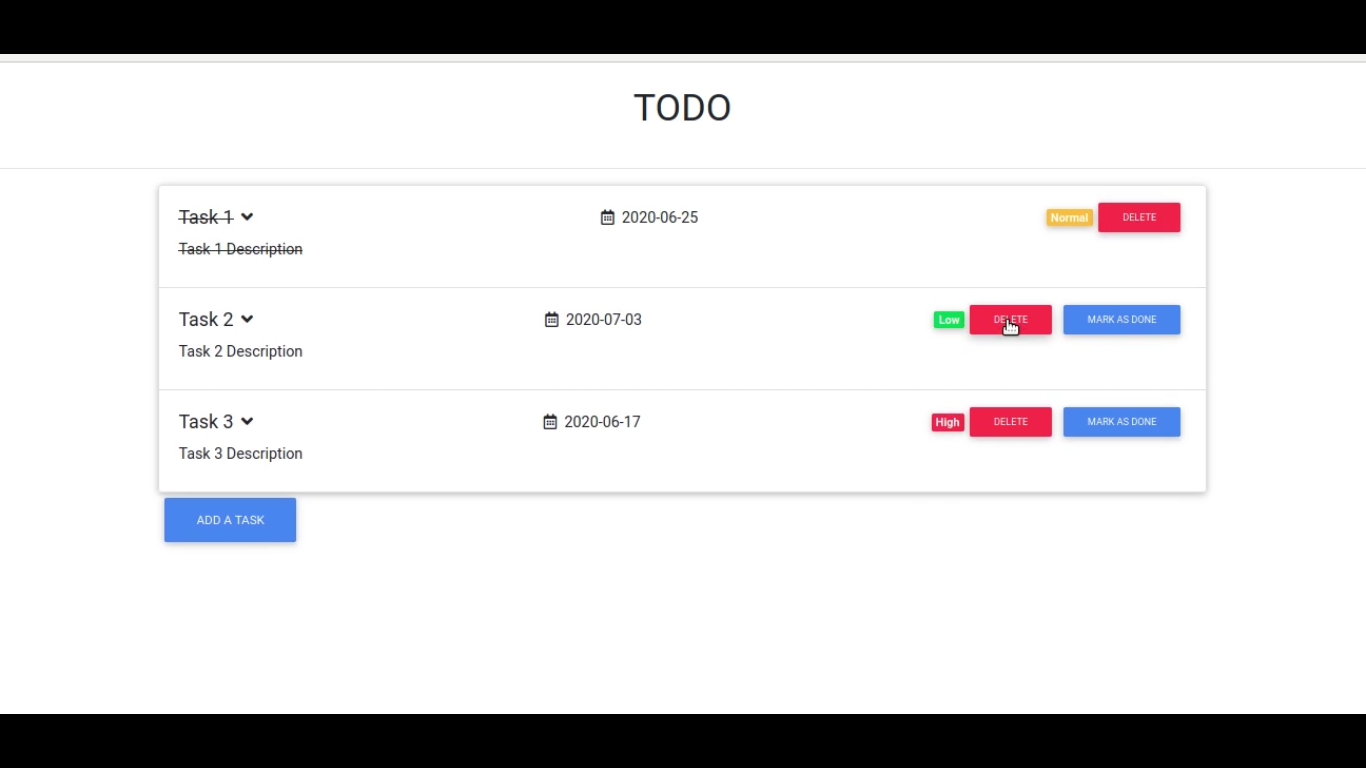 TODO
Task 1 2020-06-25 Normal DELETE
Task 1 Description
Task 2 2020-07-03 Low DELETE MARK AS DONE
Task 2 Description
Task 3 2020-06-17 High DELETE MARK AS DONE
Task 3 Description
ADD A TASK